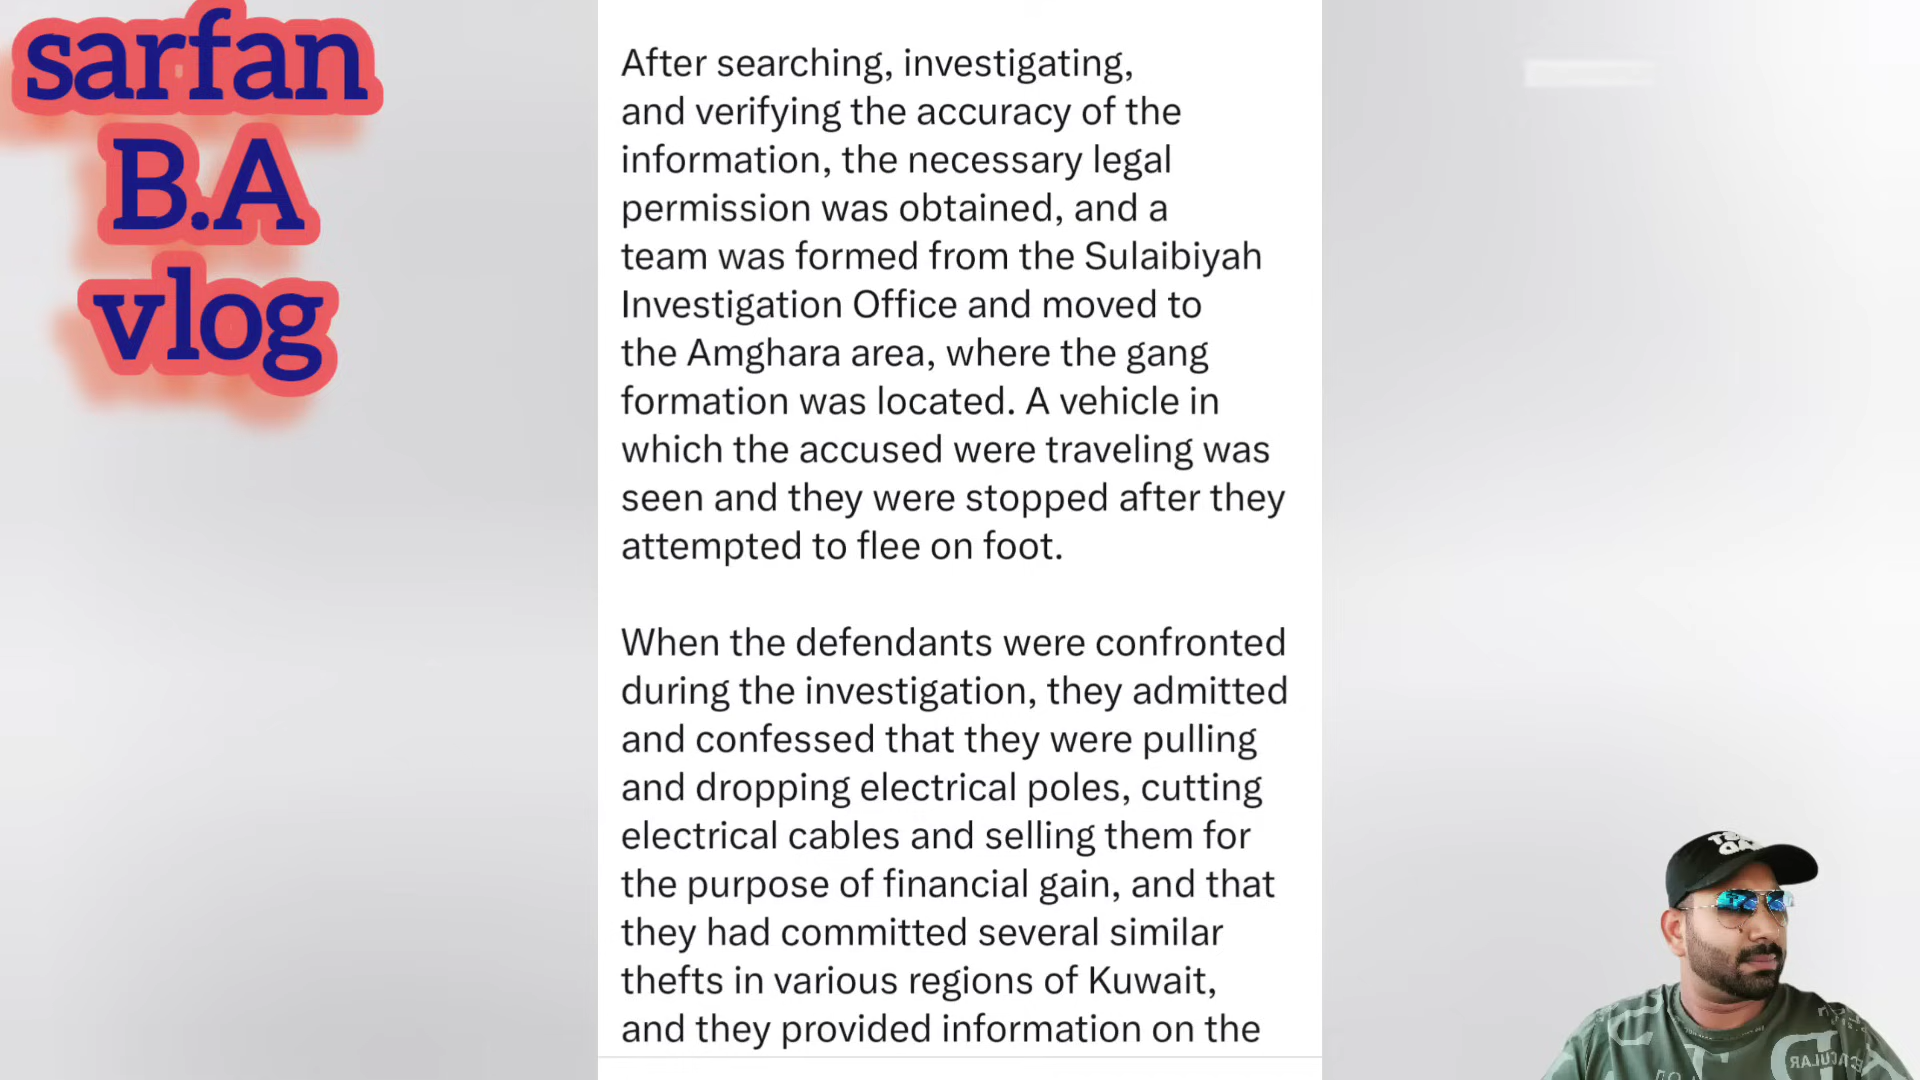 sarfan
B.A
vlog
After searching, investigating,
and verifying the accuracy of the
information, the necessary legal
permission was obtained, and a
team was formed from the Sulaibiyah
Investigation Office and moved to
the Amghara area, where the gang
formation was located. A vehicle in
which the accused were traveling was
seen and they were stopped after they
attempted to flee on foot.
When the defendants were confronted
during the investigation, they admitted
and confessed that they were pulling
and dropping electrical poles, cutting
electrical cables and selling them for
the purpose of financial gain, and that
they had committed several similar
thefts in various regions of Kuwait,
and they provided information on the